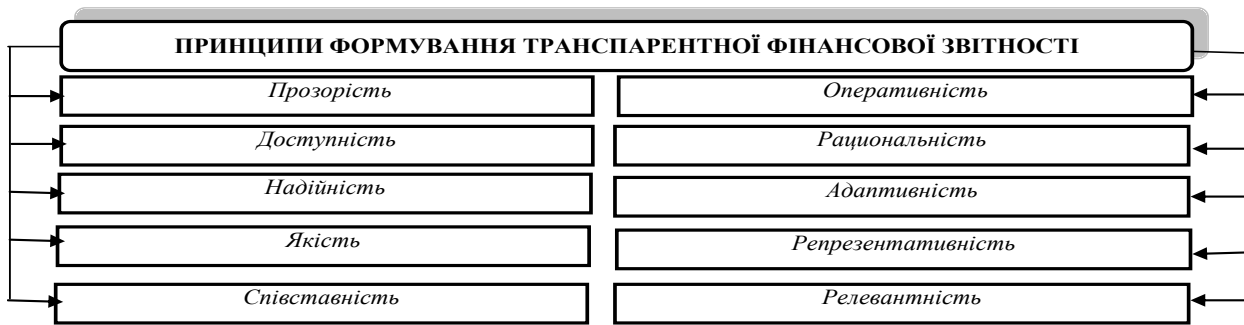 ПРИНЦИПИ ФОРМУВАННЯ ТРАНСПАРЕНТНОЇ ФІНАНСОВОЇ ЗВІТНОСТІ
Прозорість
Оперативність
Доступність
Рациональність
Надійність
Адаптивність
Якість
Репрезентативність
Співставність
Релевантність